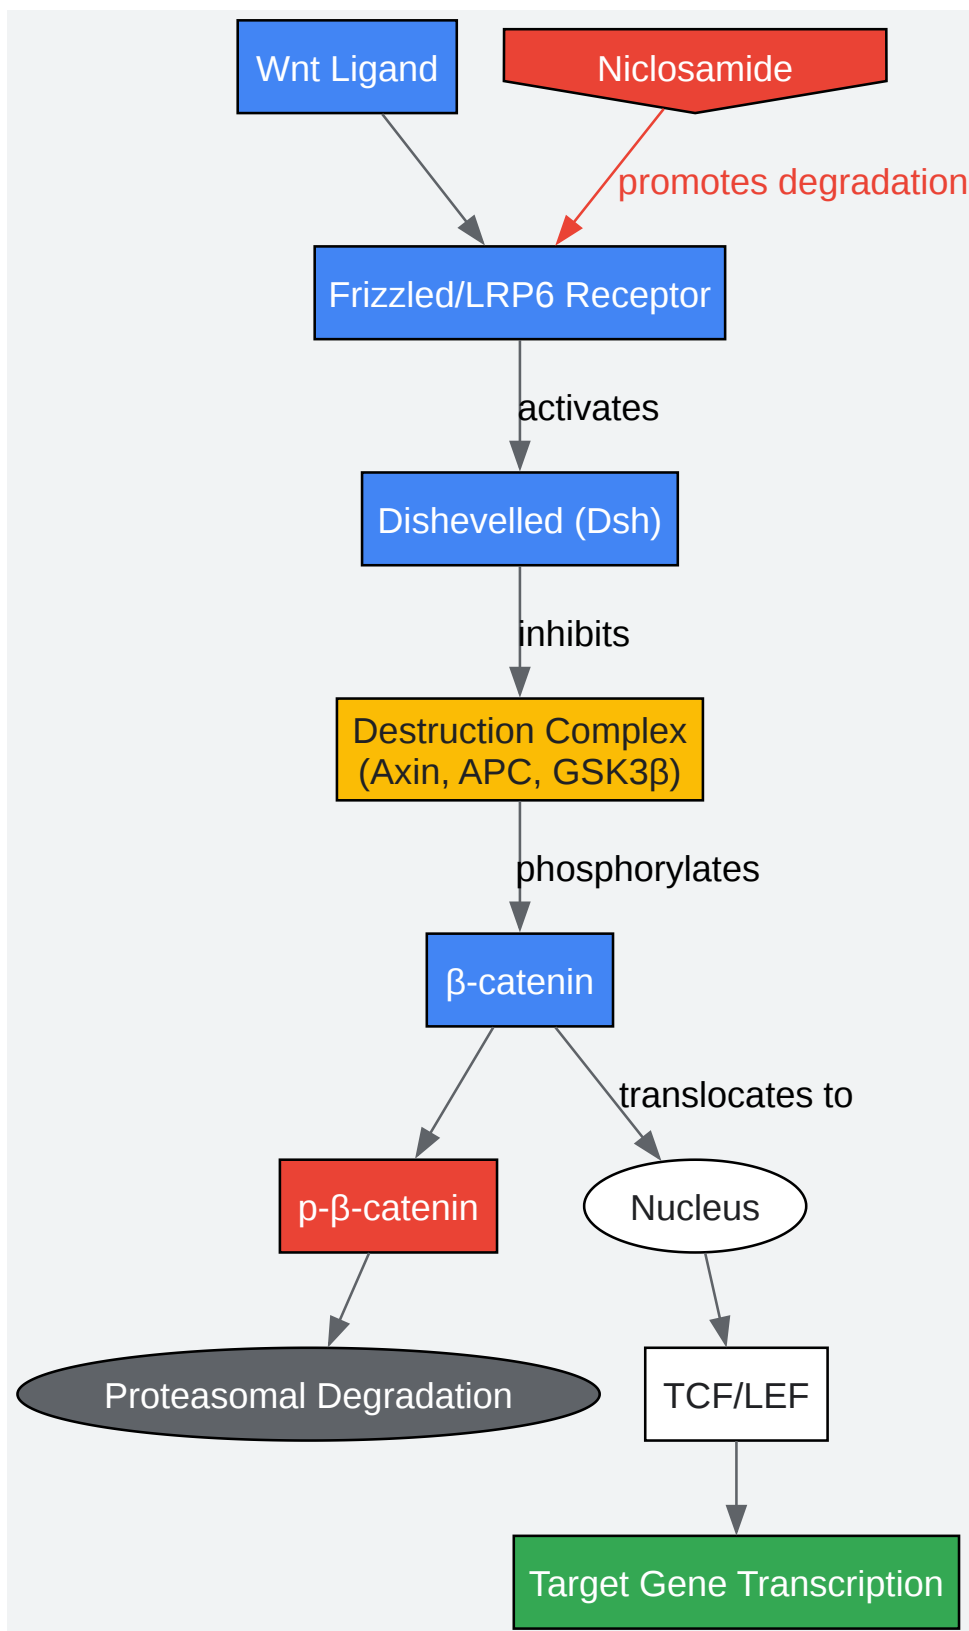 Wnt Ligand
Niclosamide
promotes degradation
Frizzled/LRP6 Receptor
activates
Dishevelled (Dsh)
inhibits
Destruction Complex
(Axin, APC, GSK3β)
phosphorylates
β-catenin
translocates to
p-β-catenin
Nucleus
Proteasomal Degradation
TCF/LEF
Target Gene Transcription